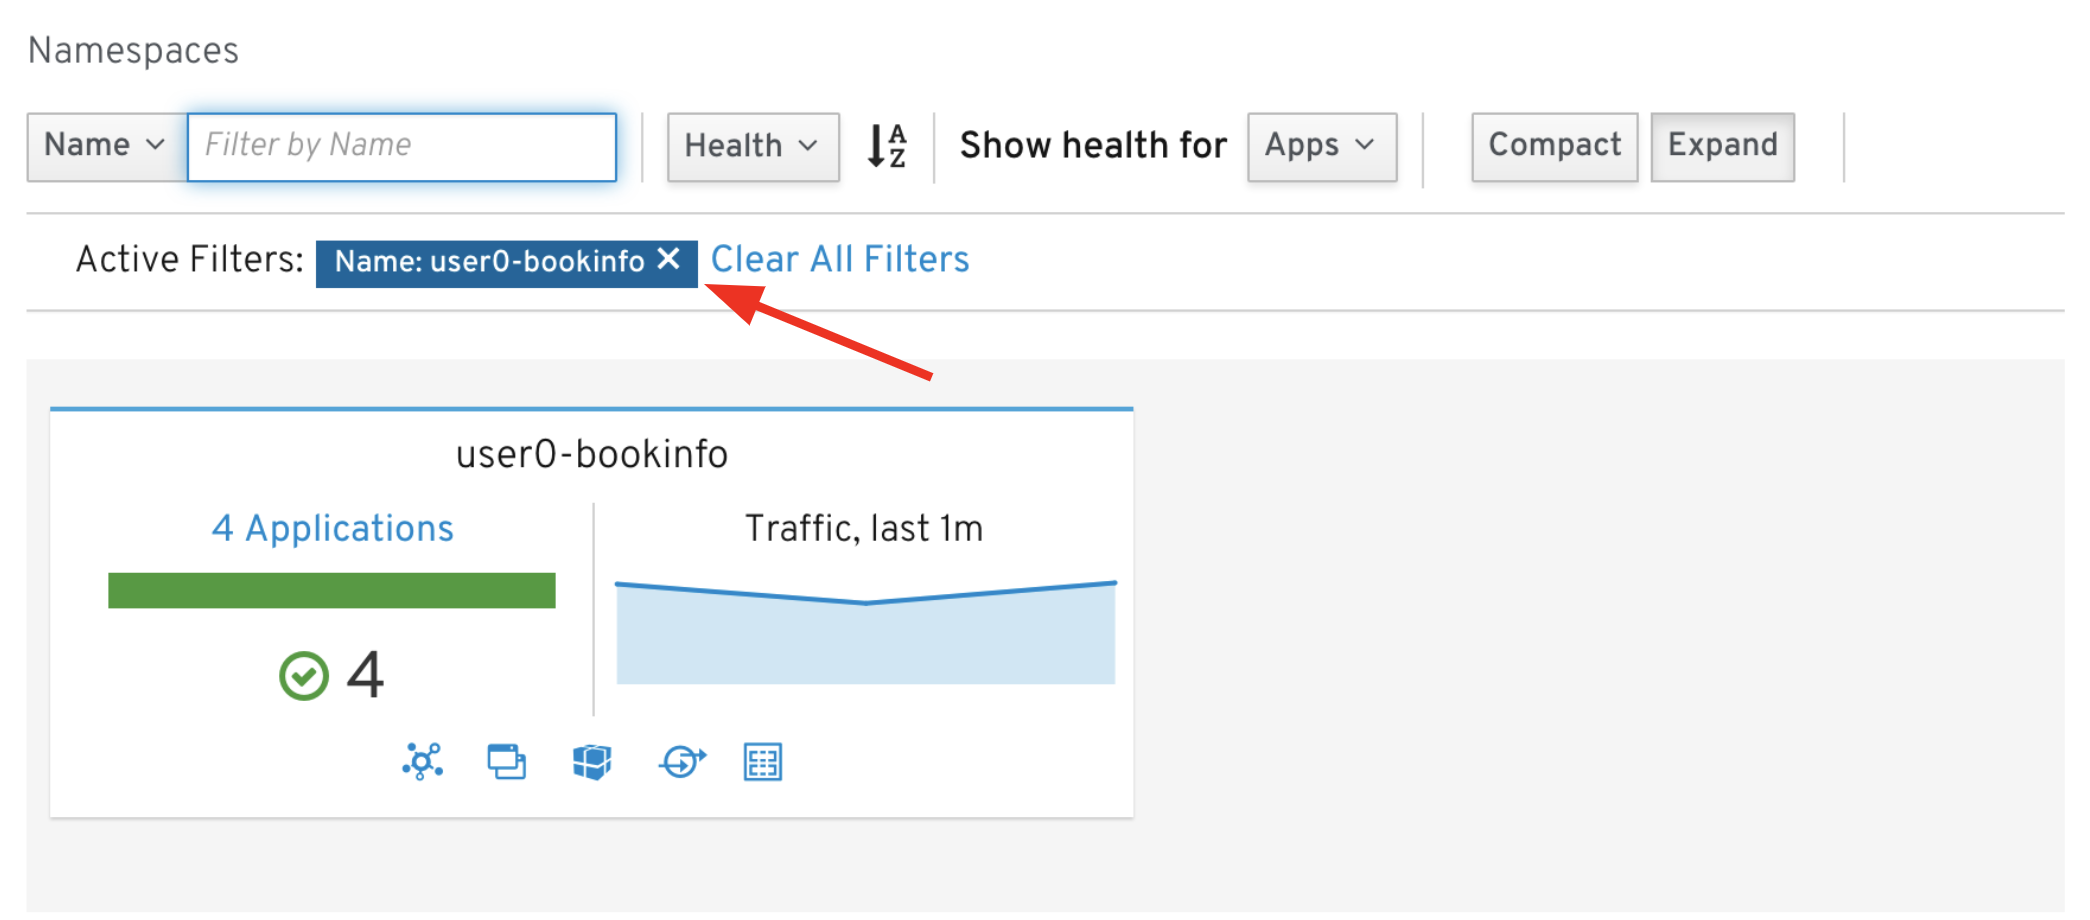 Namespaces
Name Filter by Name Health A Z Show health for Apps Compact Expand
Active Filters: Name: user0-bookinfo ✕ Clear All Filters
user0-bookinfo
4 Applications Traffic, last 1m
4